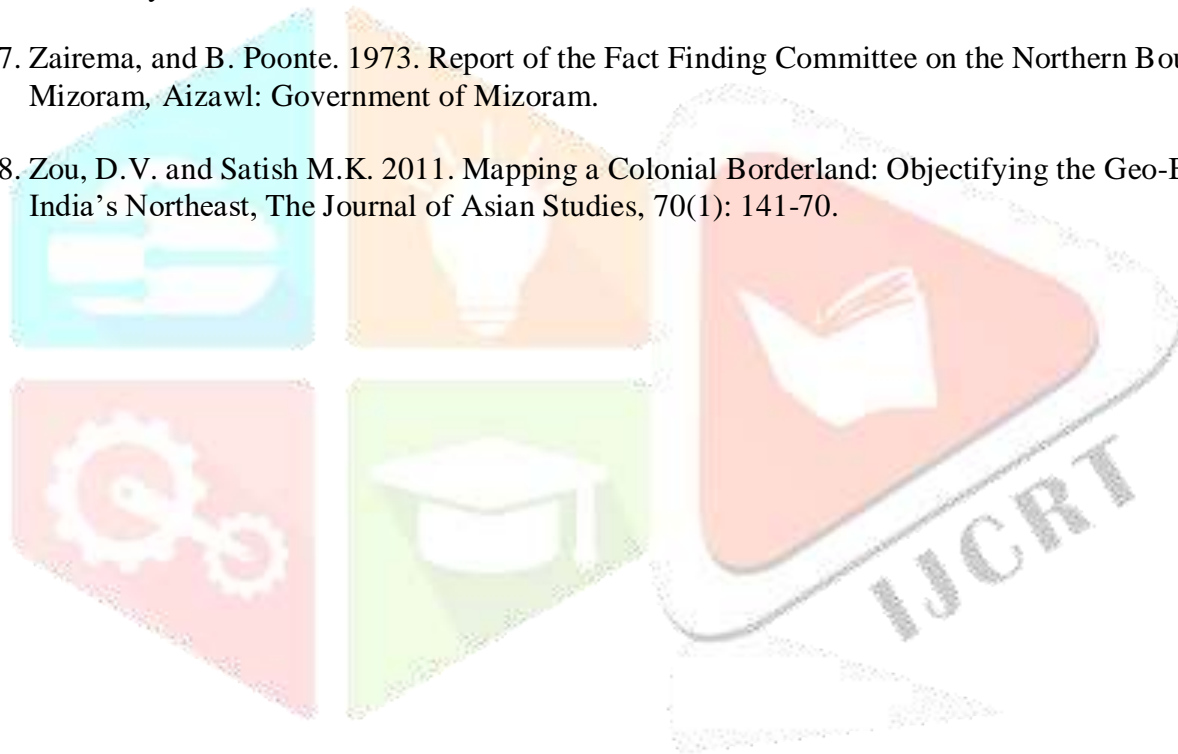 7. Zairema, and B. Poonte. 1973. Report of the Fact Finding Committee on the Northern
Mizoram, Aizawl: Government of Mizoram.
8. Zou, D.V. and Satish M.K. 2011. Mapping a Colonial Borderland: Objectifying the
India’s Northeast, The Journal of Asian Studies, 70(1): 141-70.
IJCRT